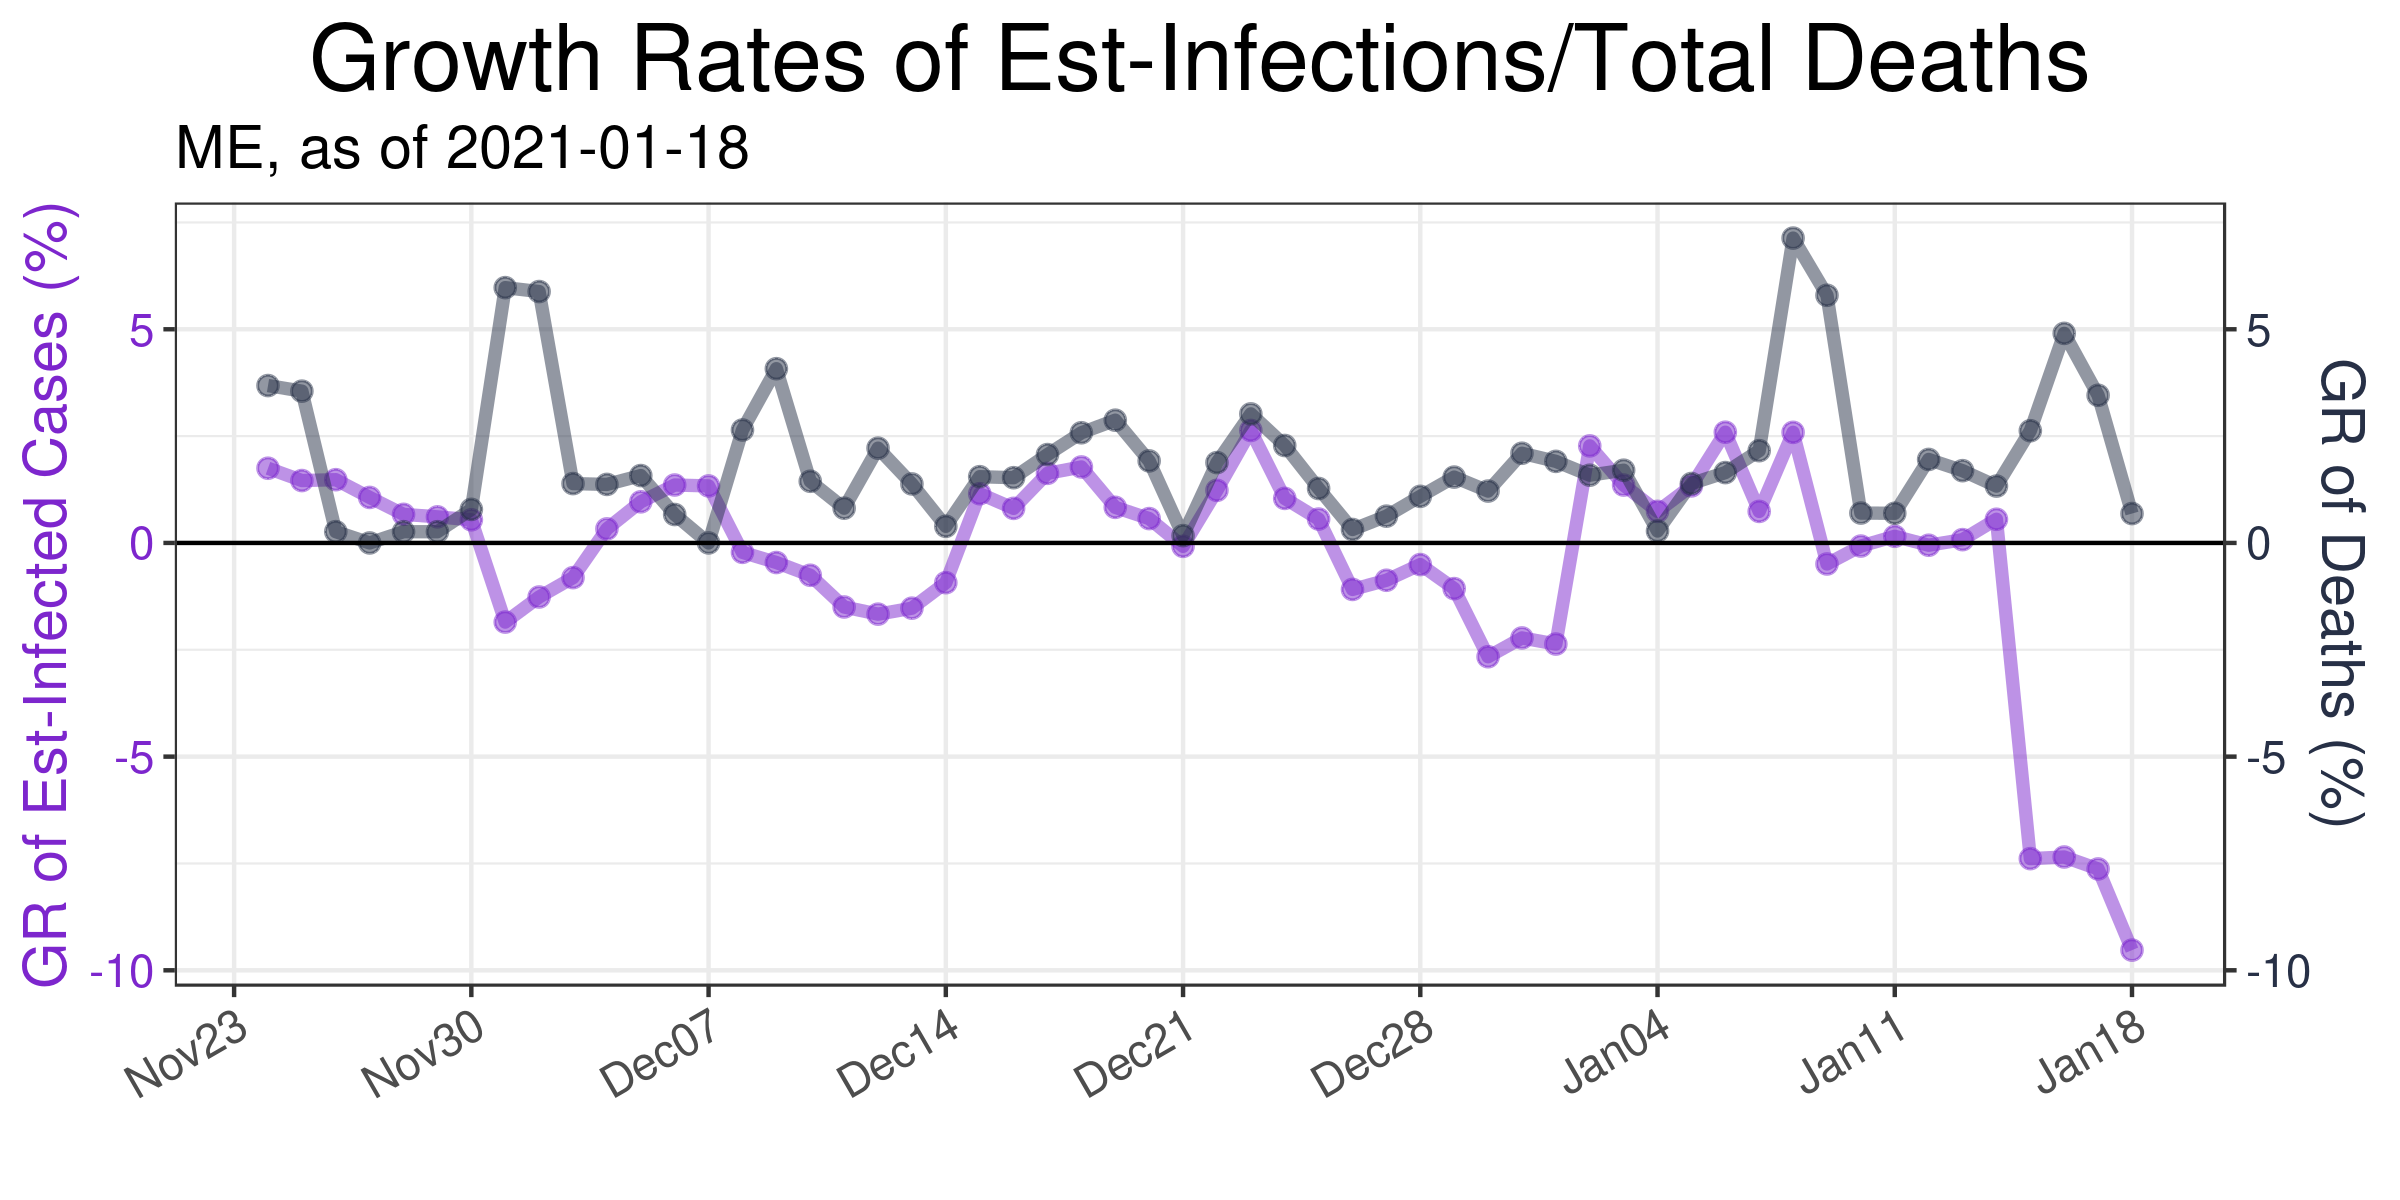 Growth Rates of Est-Infections/Total Deaths
ME, as of 2021-01-18
GR of Est-Infected Cases (%)
5
0
-5
-10
5
0
-5
-10
GR of Deaths (%)
Nov23
Nov30
Dec07
Dec14
Dec21
Dec28
Jan04
Jan11
Jan18